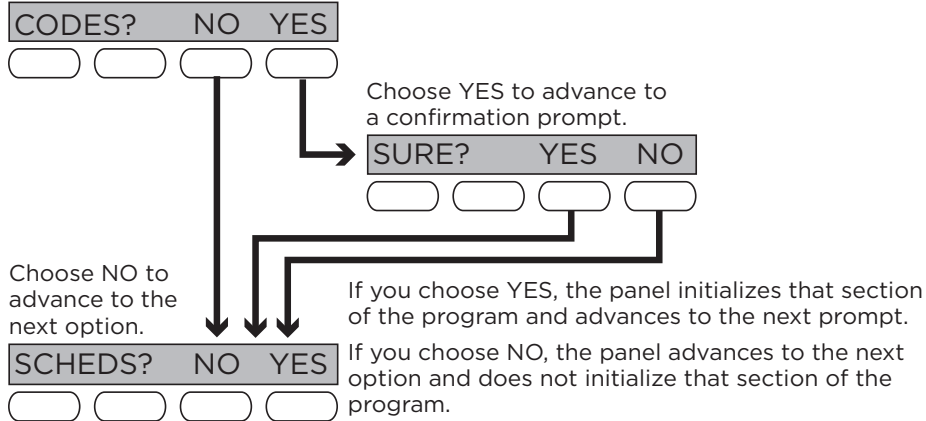 CODES? NO YES
Choose YES to advance to
a confirmation prompt.
SURE? YES NO
Choose NO to
advance to the
next option.
If you choose YES, the panel initializes that section
of the program and advances to the next prompt.
SCHEDS? NO YES
If you choose NO, the panel advances to the next
option and does not initialize that section of the
program.